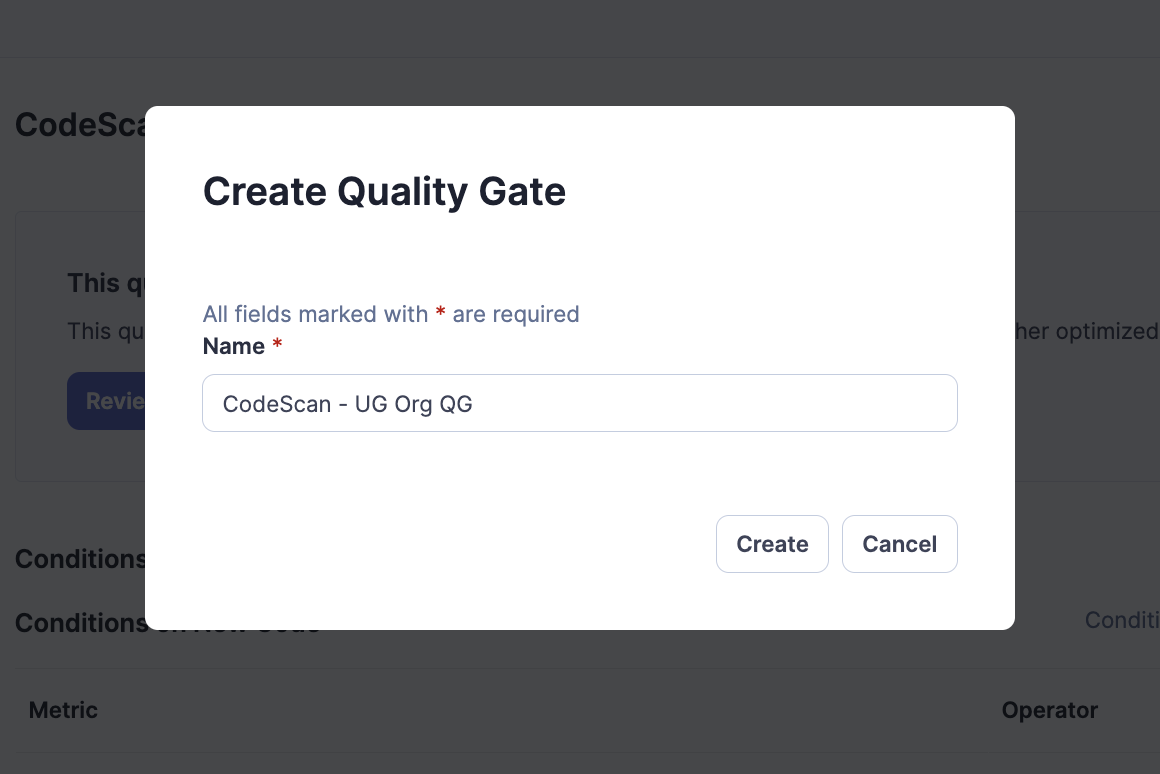 CodeSca
Create Quality Gate
This q
This qu
her optimized
All fields marked with * are required
Name *
Revie
CodeScan - UG Org QG
Create
Cancel
Conditions
Conditions on New Code
Conditi
Metric
Operator